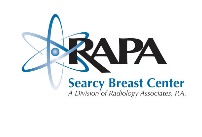 RAPA
Searcy Breast Center
A Division of Radiology Associates, P.A.